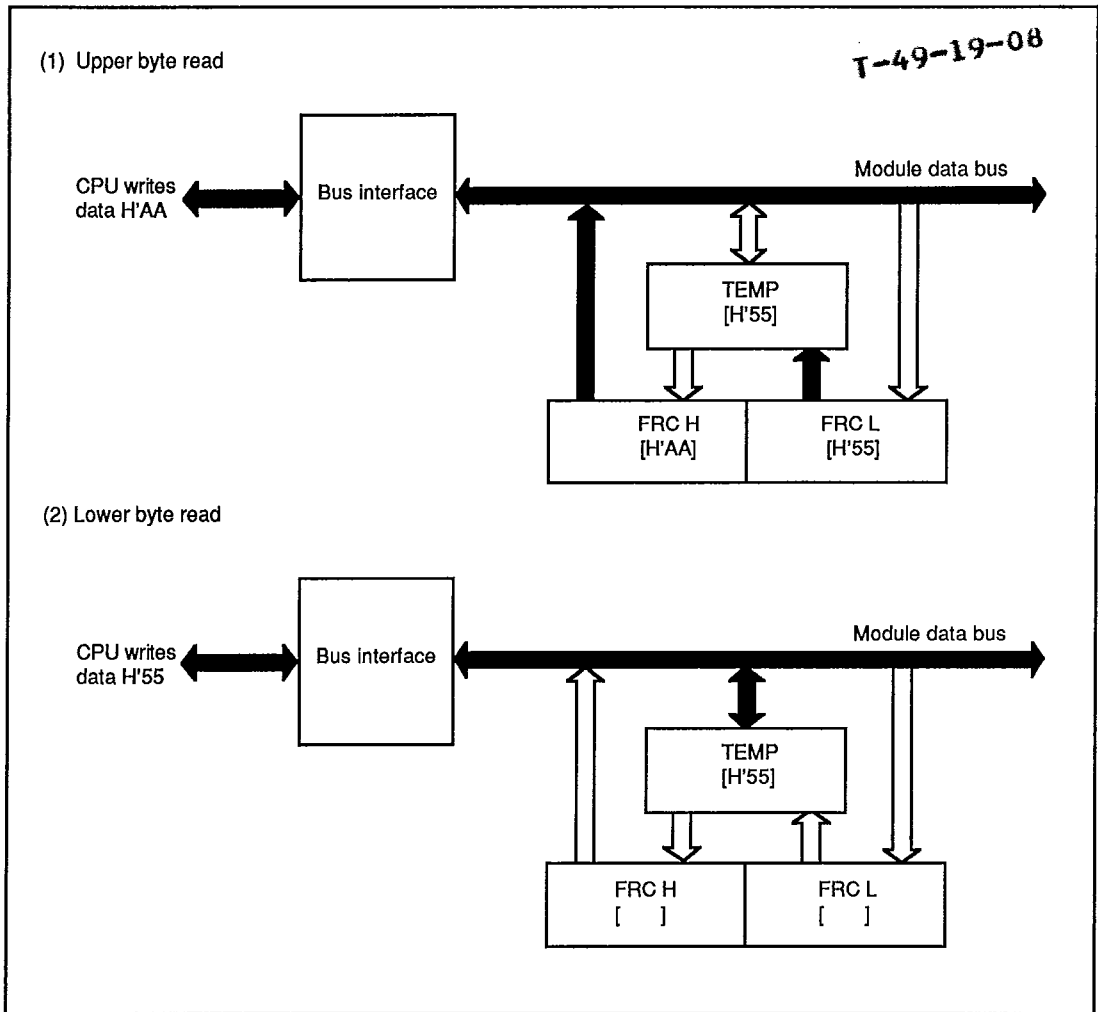 T-49-19-08
(1) Upper byte read
CPU writes
data H'AA
Bus interface
Module data bus
TEMP
[H'55]
FRC H
[H'AA]
FRC L
[H'55]
(2) Lower byte read
CPU writes
data H'55
Bus interface
Module data bus
TEMP
[H'55]
FRC H
[ ]
FRC L
[ ]